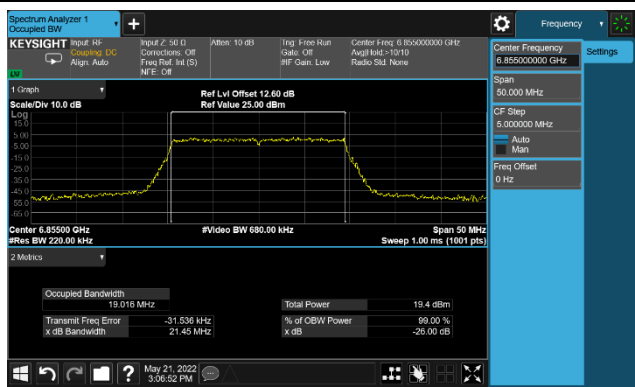 Spectrum Analyzer 1
Occupied BW
+
Frequency
KEYSIGHT
Input: RF
Coupling: DC
Align: Auto
Input Z: 50 Ω
Corrections: Off
Freq Ref: Int (S)
NFE: Off
Atten: 10 dB
Trig: Free Run
Gate: Off
#IF Gain: Low
Center Freq: 6.855000000 GHz
Avg|Hold:>10/10
Radio Std: None
LXI
Center Frequency
6.855000000 GHz
Settings
Span
50.000 MHz
CF Step
5.000000 MHz
Auto
Man
Freq Offset
0 Hz
1 Graph
Scale/Div 10.0 dB
Ref Lvl Offset 12.60 dB
Ref Value 25.00 dBm
Log
15.0
5.00
-5.00
-15.0
-25.0
-35.0
-45.0
-55.0
-65.0
Center 6.85500 GHz
#Video BW 680.00 kHz
Span 50 MHz
#Res BW 220.00 kHz
Sweep 1.00 ms (1001 pts)
2 Metrics
Occupied Bandwidth
19.016 MHz
Total Power 19.4 dBm
Transmit Freq Error -31.536 kHz
% of OBW Power 99.00 %
x dB Bandwidth 21.45 MHz
x dB -26.00 dB
?
May 21, 2022
3:06:52 PM